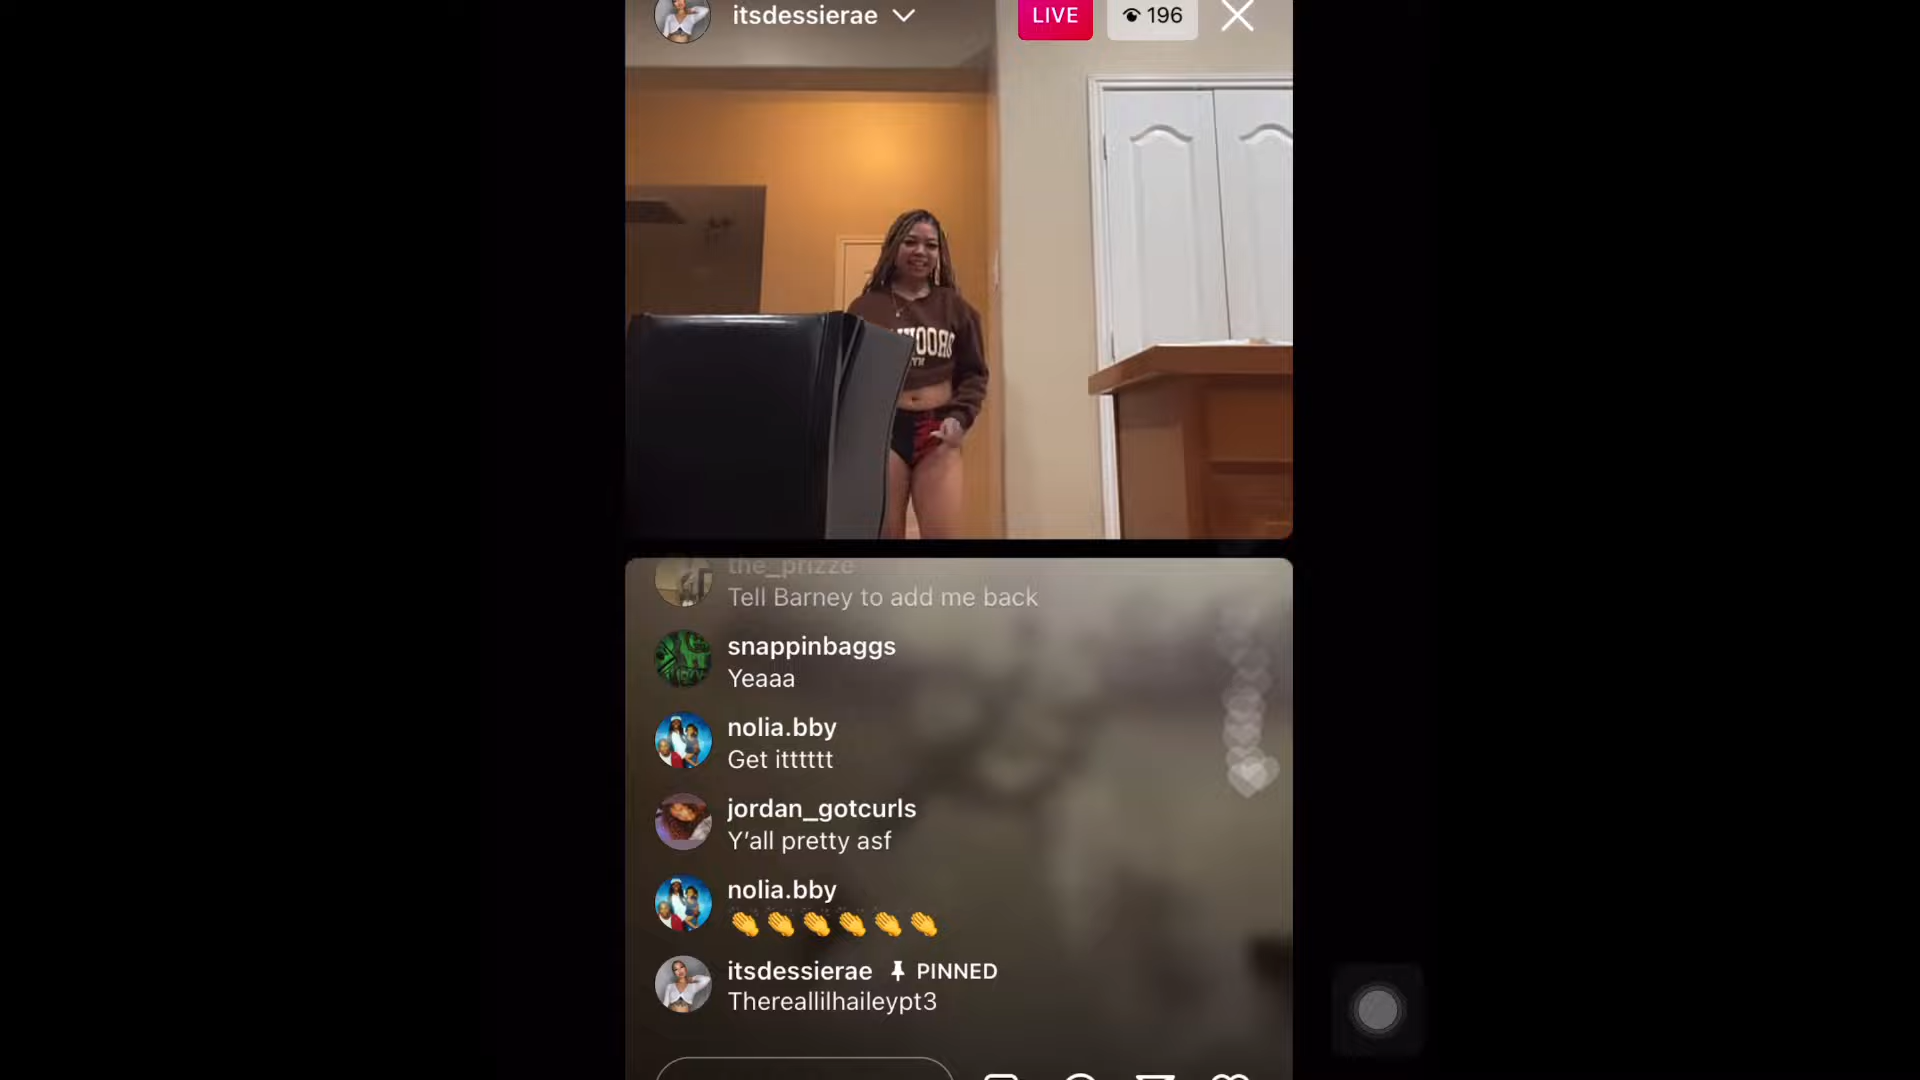 itsdessierae
LIVE
196
the_prizze
Tell Barney to add me back
snappinbaggs
Yeaaa
nolia.bby
Get itttttt
jordan_gotcurls
Y’all pretty asf
nolia.bby
👏👏👏👏👏👏
itsdessierae PINNED
Thereallilhaileypt3